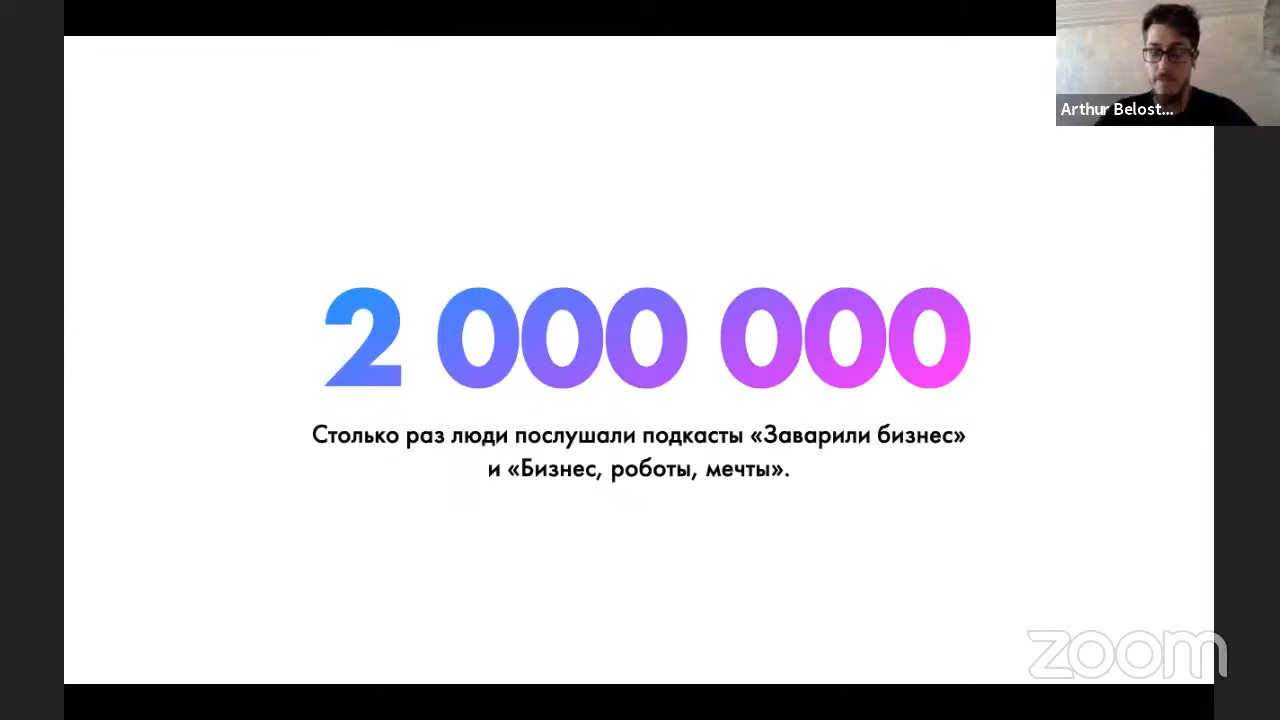 Arthur Belost...
2 000 000
Столько раз люди послушали подкасты «Заварили бизнес»
и «Бизнес, роботы, мечты».
zoom